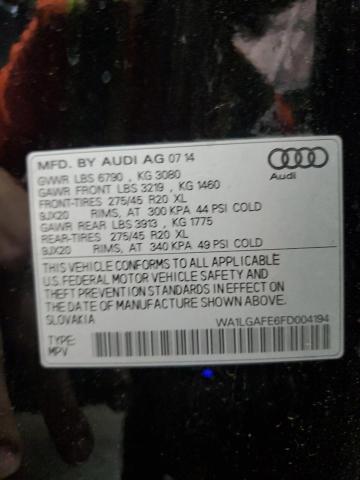 MFD. BY AUDI AG 07 14
GVWR LBS 6790 , KG 3080
GAWR FRONT LBS 3219 , KG 1460
FRONT-TIRES 275/45 R20 XL
9JX20 RIMS, AT 300 KPA 44 PSI COLD
GAWR REAR LBS 3913, KG 1775
REAR-TIRES 275/45 R20 XL
9JX20 RIMS, AT 340 KPA 49 PSI COLD
Audi
THIS VEHICLE CONFORMS TO ALL APPLICABLE
U.S FEDERAL MOTOR VEHICLE SAFETY AND
THEFT PREVENTION STANDARDS IN EFFECT ON
THE DATE OF MANUFACTURE SHOWN ABOVE.
SLOVAKIA
WA1LGAFE6FD004194
TYPE:
MPV